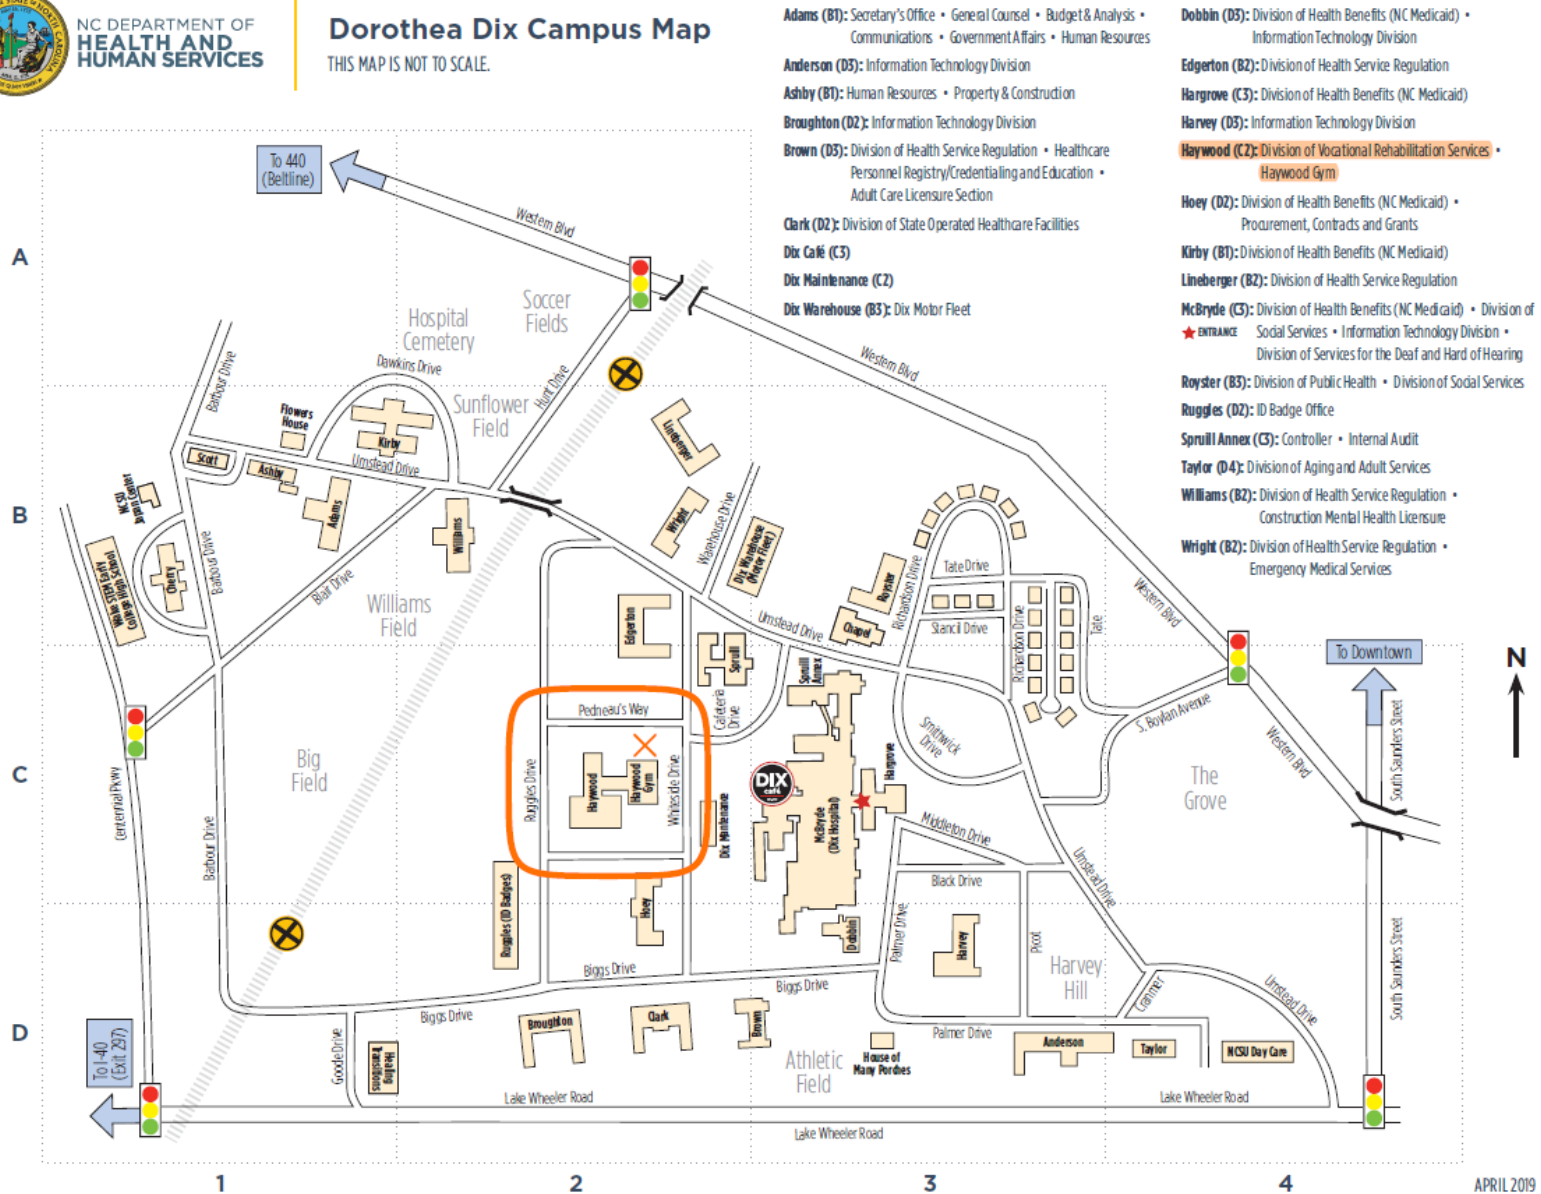 NC DEPARTMENT OF
HEALTH AND
HUMAN SERVICES
Dorothea Dix Campus Map
THIS MAP IS NOT TO SCALE.
Adams (B1): Secretary's Office • General Counsel • Budget & Analysis •
Communications • Government Affairs • Human Resources
Anderson (D3): Information Technology Division
Ashby (B1): Human Resources • Property & Construction
Broughton (D2): Information Technology Division
Brown (D3): Division of Health Service Regulation • Healthcare
Personnel Registry/Credentialing and Education •
Adult Care Licensure Section
Clark (D2): Division of State Operated Healthcare Facilities
Dix Café (C3)
Dix Maintenance (C2)
Dix Warehouse (B3): Dix Motor Fleet
Dobbin (D3): Division of Health Benefits (NC Medicaid) •
Information Technology Division
Edgerton (B2): Division of Health Service Regulation
Hargrove (C3): Division of Health Benefits (NC Medicaid)
Harvey (D3): Information Technology Division
Haywood (C2): Division of Vocational Rehabilitation Services •
Haywood Gym
Hoey (D2): Division of Health Benefits (NC Medicaid) •
Procurement, Contracts and Grants
Kirby (B1): Division of Health Benefits (NC Medicaid)
Lineberger (B2): Division of Health Service Regulation
McBryde (C3): Division of Health Benefits (NC Medicaid) • Division of
ENTRANCE Social Services • Information Technology Division •
Division of Services for the Deaf and Hard of Hearing
Royster (B3): Division of Public Health • Division of Social Services
Ruggles (D2): ID Badge Office
Spruill Annex (C3): Controller • Internal Audit
Taylor (D4): Division of Aging and Adult Services
Williams (B2): Division of Health Service Regulation •
Construction Mental Health Licensure
Wright (B2): Division of Health Service Regulation •
Emergency Medical Services
To 440
(Beltline)
Western Blvd
A
Soccer
Fields
Hospital
Cemetery
Dawkins Drive
Hunt Drive
Western Blvd
Barbour Drive
Flowers
House
Sunflower
Field
Kirby
Lineberger
Scott
Ashby
Umstead Drive
NCSU
Japan Center
Adams
B
Williams
Wright
Warehouse Drive
Dix Warehouse
(Motor Fleet)
Wake STEM Early
College High School
Cherry
Barbour Drive
Blair Drive
Williams
Field
Edgerton
Royster
Richardson Drive
Tate Drive
Stancil Drive
Richardson Drive
Tate
Western Blvd
Umstead Drive
Chapel
Spruill
Spruill
Annex
To Downtown
N
Pedneau's Way
Cafeteria
Drive
Smithwick
Drive
S. Boylan Avenue
South Saunders Street
Western Blvd
C
Big
Field
Ruggles Drive
Haywood
Haywood
Gym
Whiteside Drive
Dix Maintenance
DIX
café
McBryde
(Dix Hospital)
Hargrove
The
Grove
Centennial Pkwy
Barbour Drive
Middleton Drive
Black Drive
Umstead Drive
Ruggles (ID Badges)
Hoey
Dobbin
Palmer Drive
Harvey
Picot
Harvey
Hill
South Saunders Street
Biggs Drive
Biggs Drive
Cranmer
Umstead Drive
D
To I-40
(Exit 297)
Biggs Drive
Goode Drive
Healing
Transitions
Broughton
Clark
Brown
Athletic
Field
House of
Many Porches
Palmer Drive
Anderson
Taylor
NCSU Day Care
Lake Wheeler Road
Lake Wheeler Road
Lake Wheeler Road
1
2
3
4
APRIL 2019